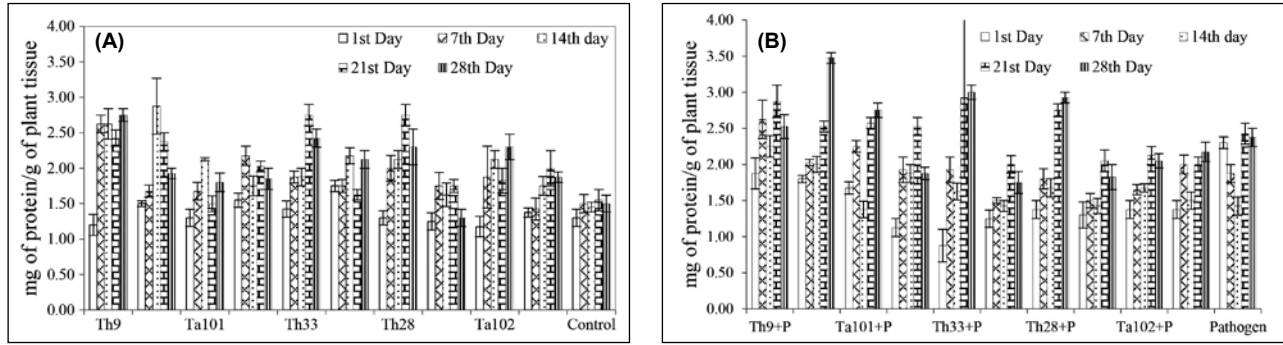 (A)
1st Day 7th Day 14th day
21st Day 28th Day
mg of protein/g of plant tissue
4.00
3.50
3.00
2.50
2.00
1.50
1.00
0.50
0.00
Th9 Ta101 Th33 Th28 Ta102 Control
(B)
1st Day 7th Day 14th Day
21st Day 28th Day
mg of protein/g of plant tissue
4.00
3.50
3.00
2.50
2.00
1.50
1.00
0.50
0.00
Th9+P Ta101+P Th33+P Th28+P Ta102+P Pathogen